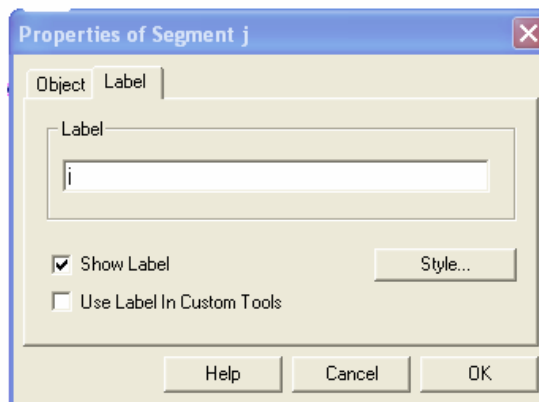 Properties of Segment j
Object Label
Label
j
Show Label
Style...
Use Label In Custom Tools
Help Cancel OK